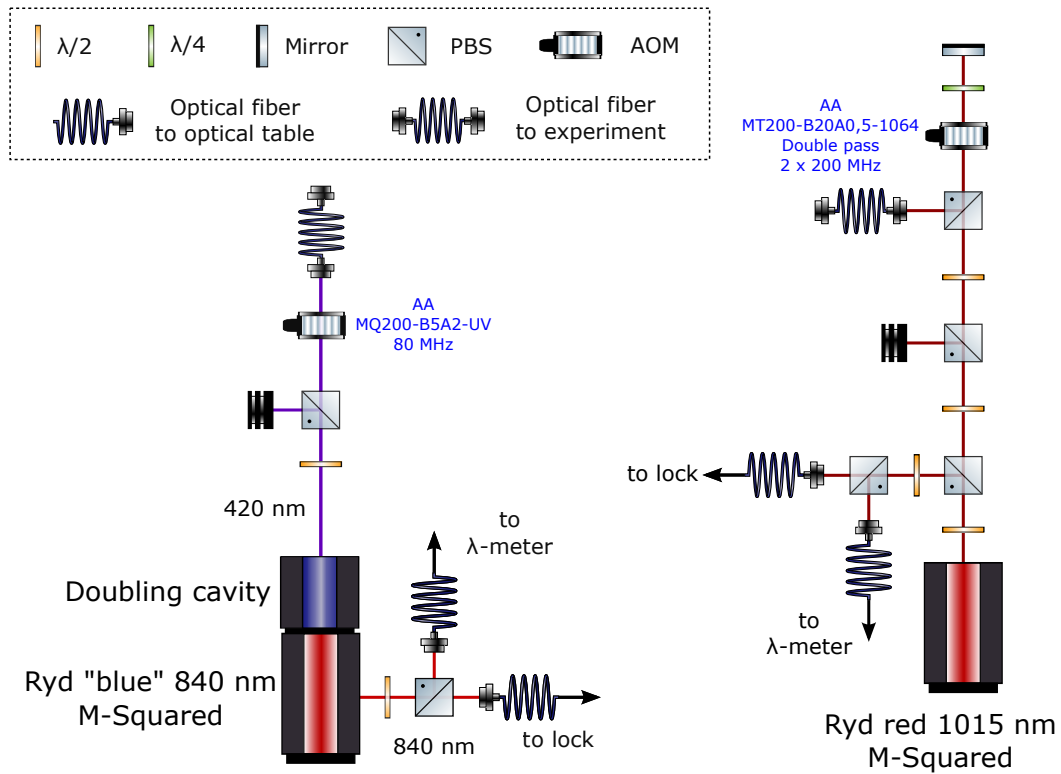 λ/2
λ/4
Mirror
PBS
AOM
Optical fiber
to optical table
Optical fiber
to experiment
AA
MT200-B20A0,5-1064
Double pass
2 x 200 MHz
AA
MQ200-B5A2-UV
80 MHz
420 nm
to
λ-meter
Doubling cavity
Ryd "blue" 840 nm
M-Squared
840 nm
to lock
to lock
to
λ-meter
Ryd red 1015 nm
M-Squared